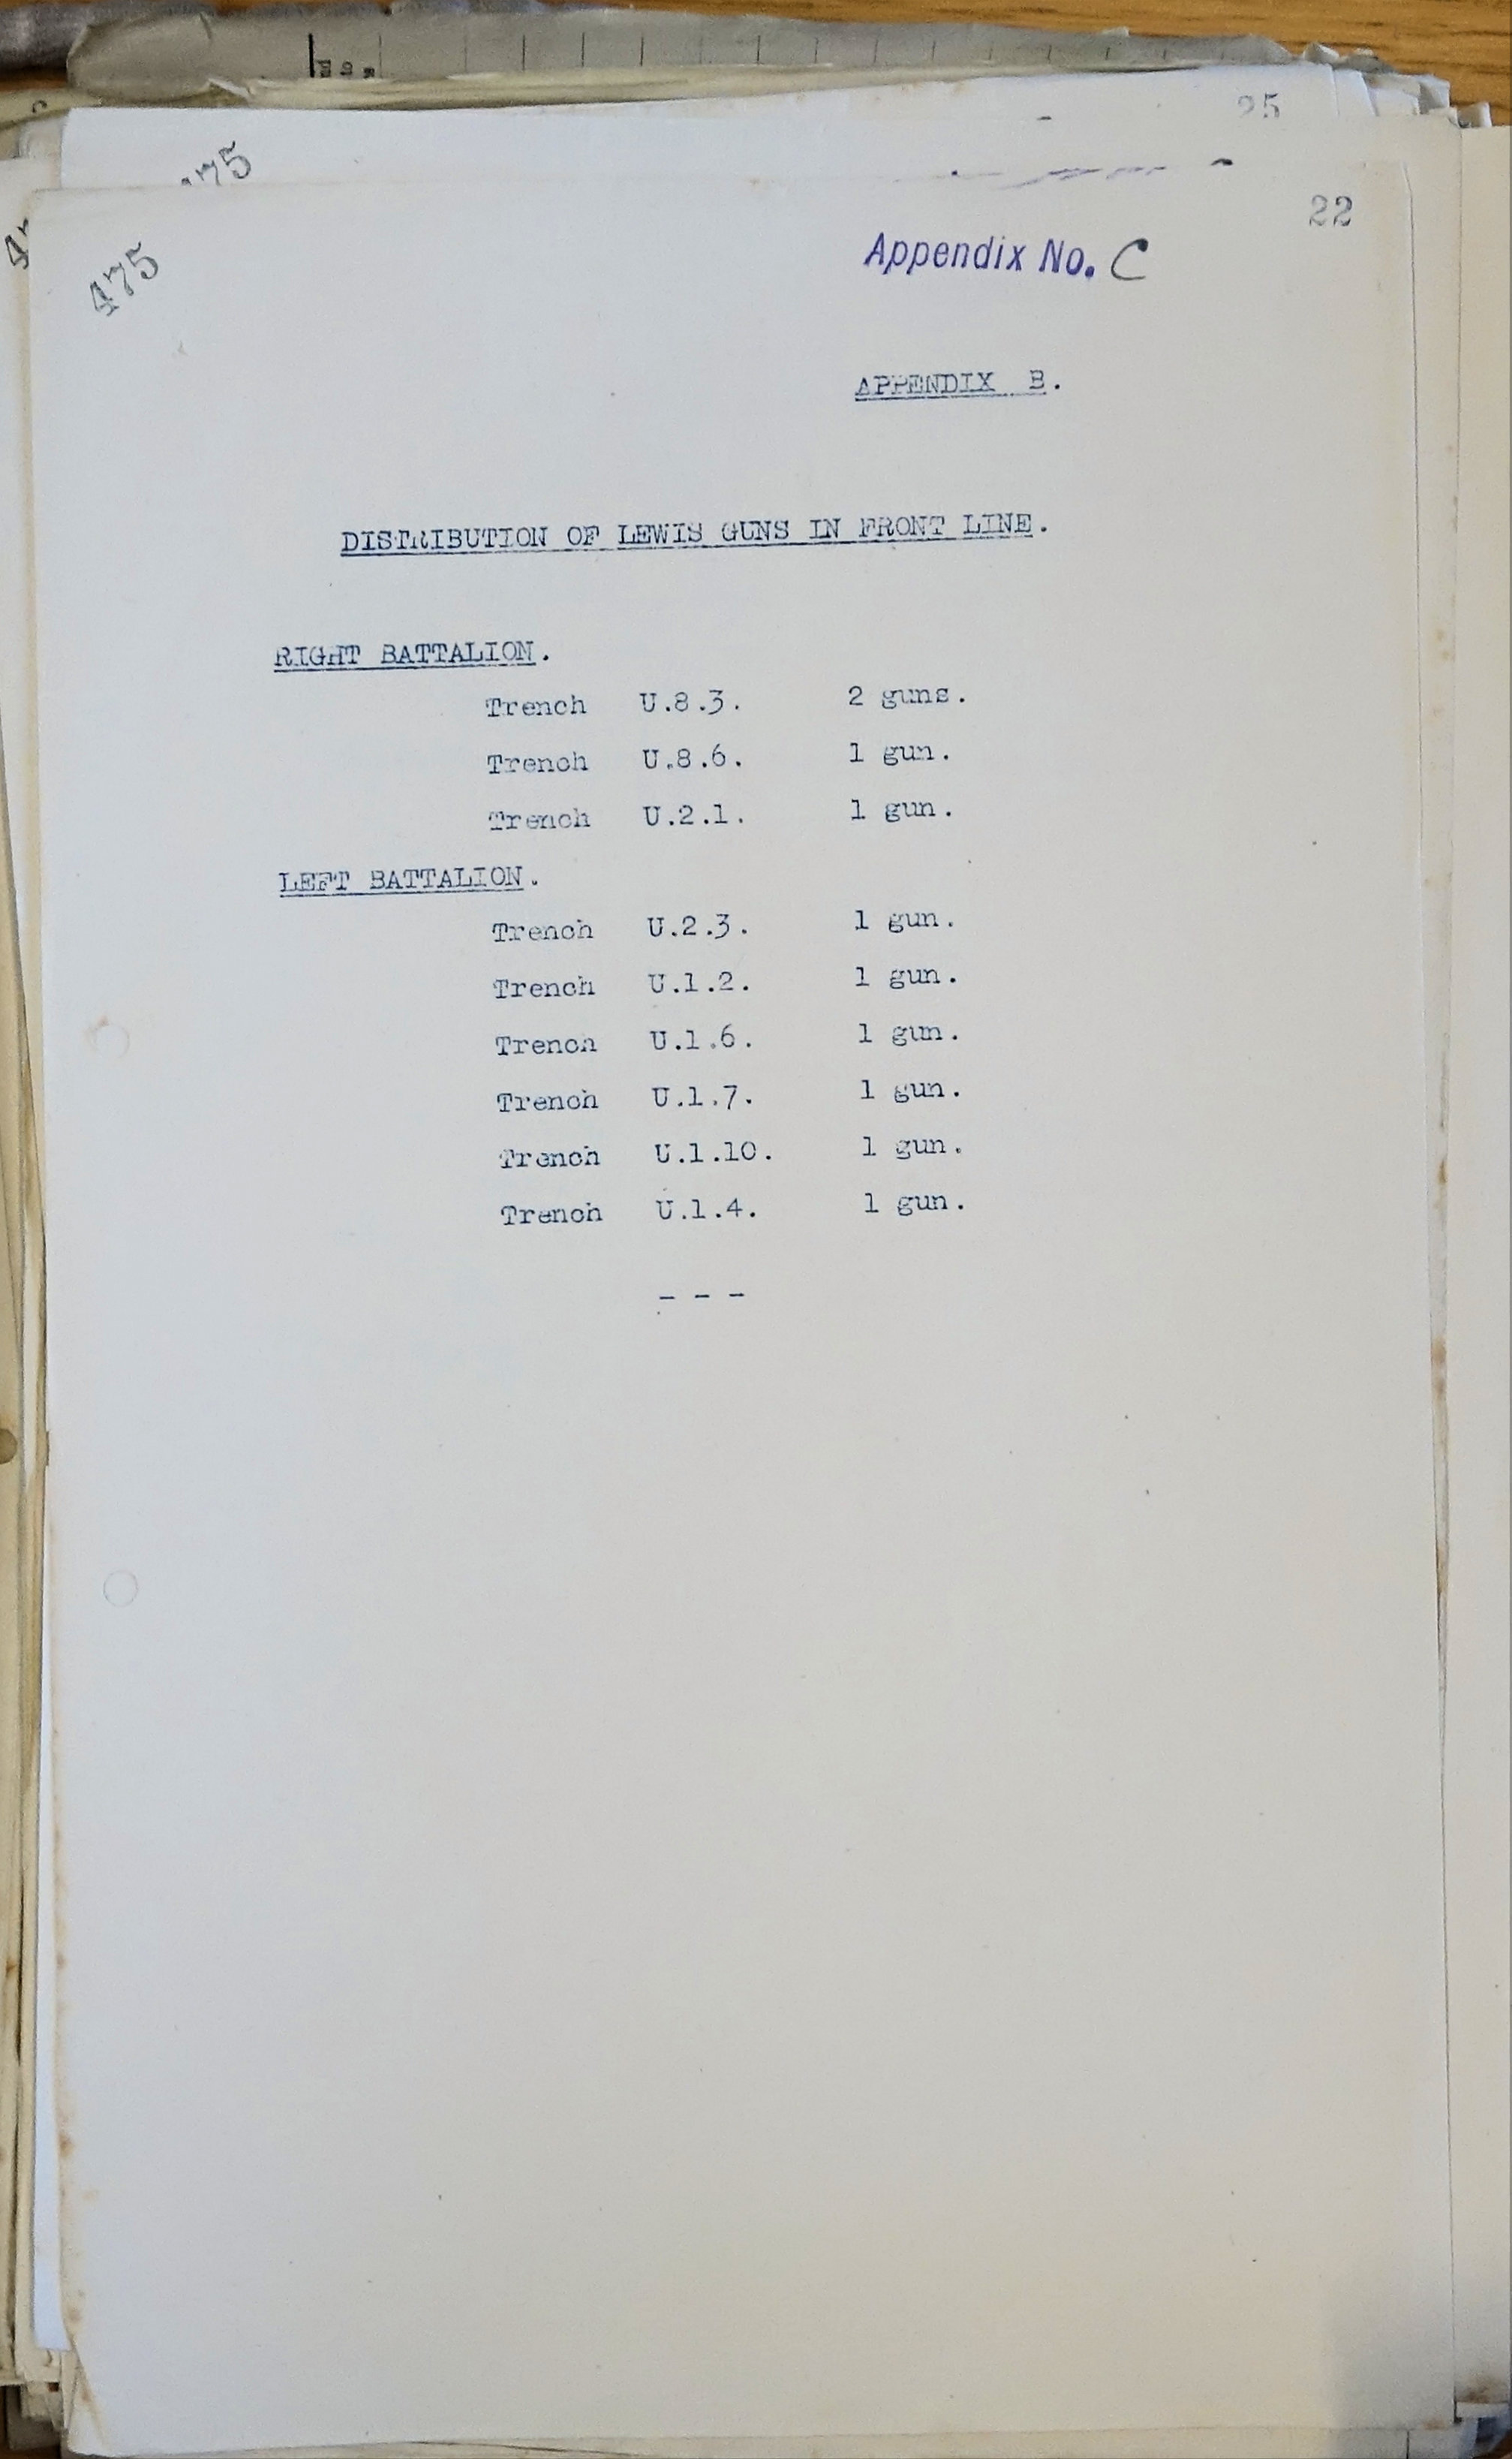 25
475
22
475
Appendix No. C
APPENDIX B.
DISTRIBUTION OF LEWIS GUNS IN FRONT LINE.
RIGHT BATTALION.
Trench U.8.3. 2 guns.
Trench U.8.6. 1 gun.
Trench U.2.1. 1 gun.
LEFT BATTALION.
Trench U.2.3. 1 gun.
Trench U.1.2. 1 gun.
Trench U.1.6. 1 gun.
Trench U.1.7. 1 gun.
Trench U.1.10. 1 gun.
Trench U.1.4. 1 gun.
- - -